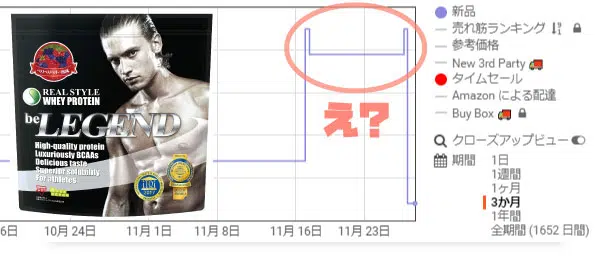 REAL STYLE
WHEY PROTEIN
be LEGEND
High-quality protein
Luxuriously BCAAs
Delicious taste
Superior solubility
For athletes
え?
6日
10月 24日
11月 1日
11月 8日
11月 16日
11月 23日
新品
売れ筋ランキング
参考価格
New 3rd Party
タイムセール
Amazon による配達
Buy Box
クローズアップビュー
期間
1日
1週間
1ヶ月
3か月
1年間
全期間 (1652 日間)